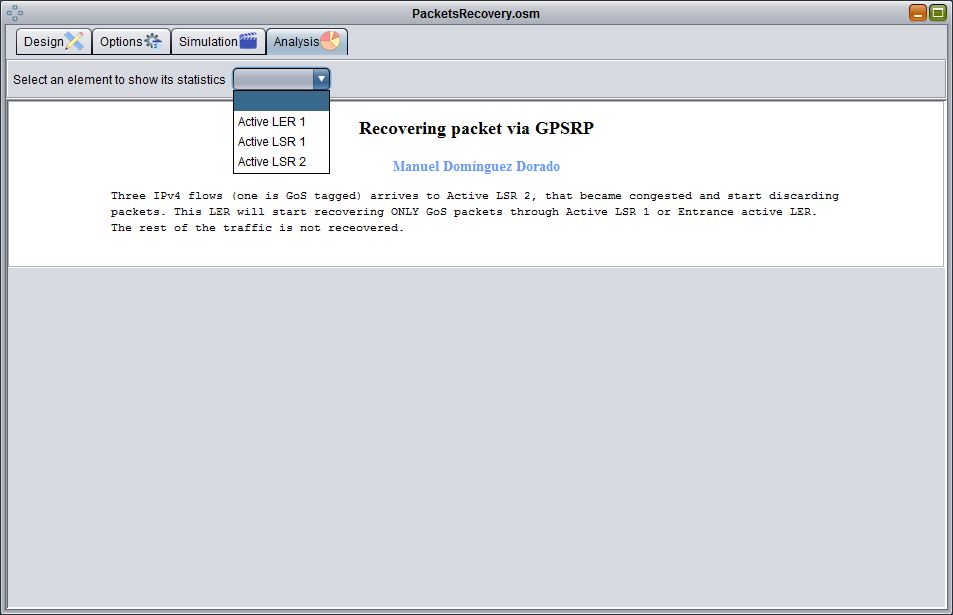 PacketsRecovery.osm
Design Options Simulation Analysis
Select an element to show its statistics
Active LER 1
Active LSR 1
Active LSR 2
Recovering packet via GPSRP
Manuel Domínguez Dorado
Three IPv4 flows (one is GoS tagged) arrives to Active LSR 2, that became congested and start discarding
packets. This LER will start recovering ONLY GoS packets through Active LSR 1 or Entrance active LER.
The rest of the traffic is not receovered.